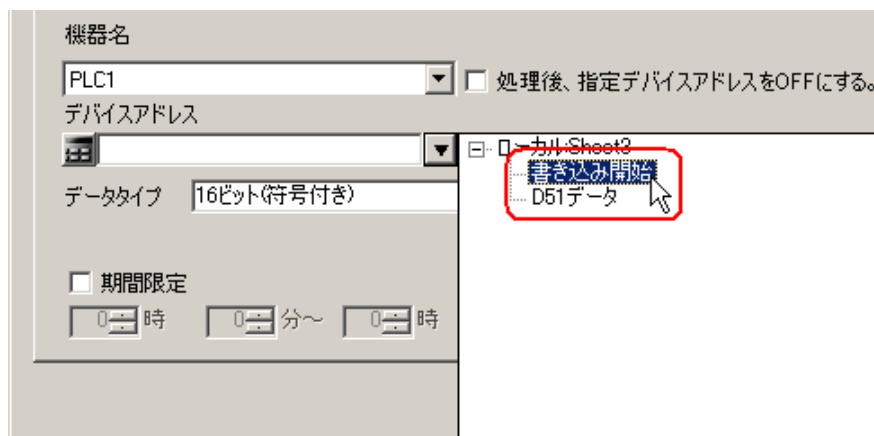 機器名
PLC1
処理後、指定デバイスアドレスをOFFにする。
デバイスアドレス
ローカル:Sheet3
書き込み開始
データタイプ 16ビット(符号付き)
D51データ
期間限定
0時 0分～ 0時